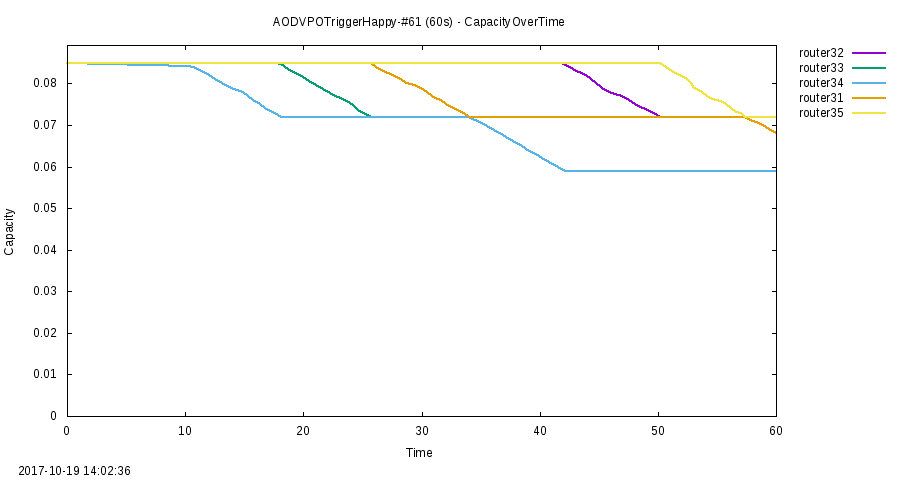 AODVPOTriggerHappy-#61 (60s) - CapacityOverTime
router32
router33
router34
router31
router35
0.08
0.07
0.06
0.05
0.04
0.03
0.02
0.01
0
Capacity
0 10 20 30 40 50 60
Time
2017-10-19 14:02:36